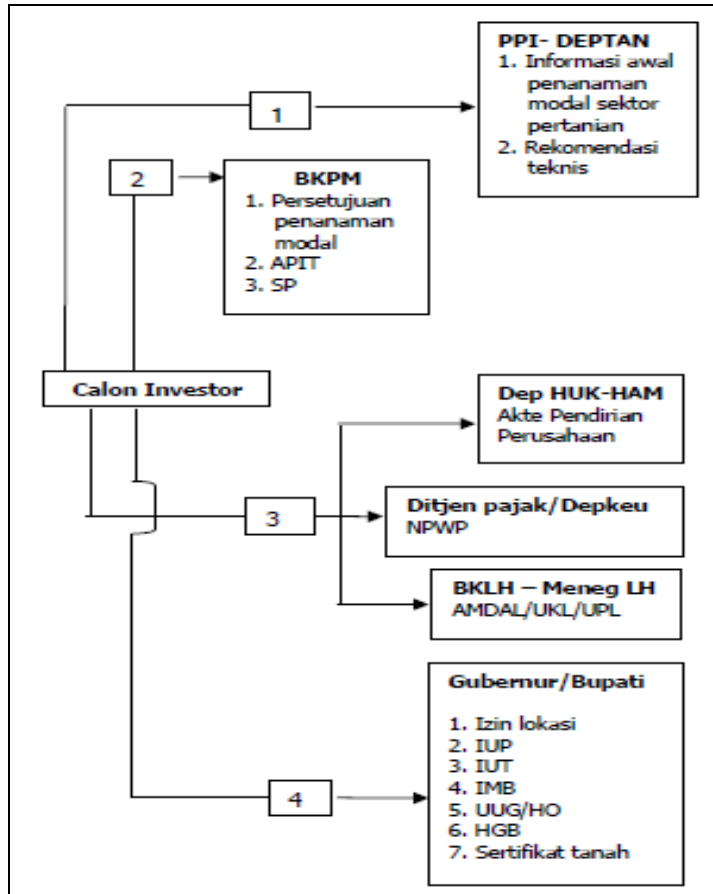 PPI- DEPTAN
1. Informasi awal
penanaman
modal sektor
pertanian
2. Rekomendasi
teknis
1
2
BKPM
1. Persetujuan
penanaman
modal
2. APIT
3. SP
Calon Investor
Dep HUK-HAM
Akte Pendirian
Perusahaan
3
Ditjen pajak/Depkeu
NPWP
BKLH – Meneg LH
AMDAL/UKL/UPL
Gubernur/Bupati
1. Izin lokasi
2. IUP
3. IUT
4. IMB
5. UUG/HO
6. HGB
7. Sertifikat tanah
4